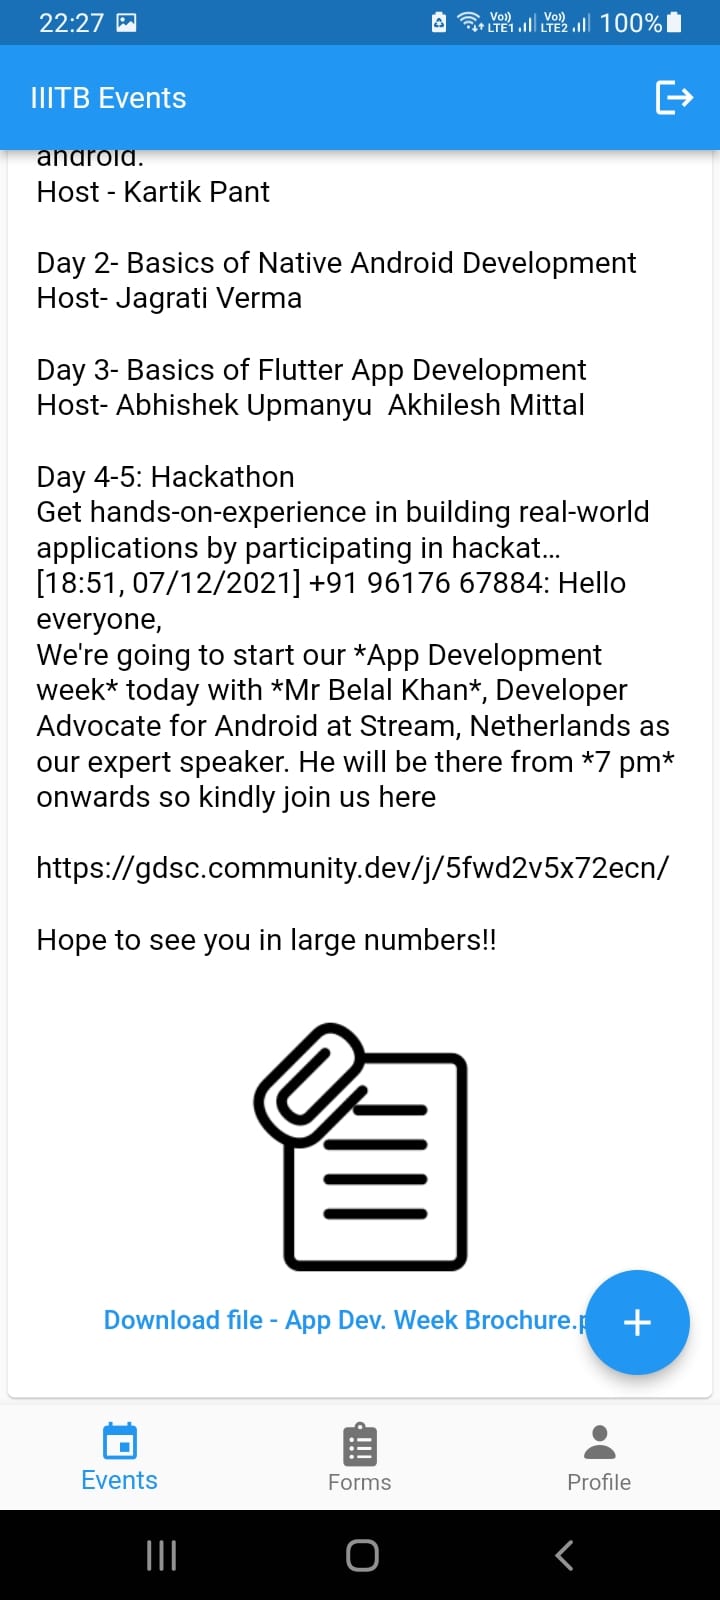 22:27
Vo)) LTE1 Vo)) LTE2 100%
IIITB Events
android.
Host - Kartik Pant
Day 2- Basics of Native Android Development
Host- Jagrati Verma
Day 3- Basics of Flutter App Development
Host- Abhishek Upmanyu  Akhilesh Mittal
Day 4-5: Hackathon
Get hands-on-experience in building real-world
applications by participating in hackat...
[18:51, 07/12/2021] +91 96176 67884: Hello
everyone,
We're going to start our *App Development
week* today with *Mr Belal Khan*, Developer
Advocate for Android at Stream, Netherlands as
our expert speaker. He will be there from *7 pm*
onwards so kindly join us here
https://gdsc.community.dev/j/5fwd2v5x72ecn/
Hope to see you in large numbers!!
Download file - App Dev. Week Brochure.p
Events
Forms
Profile